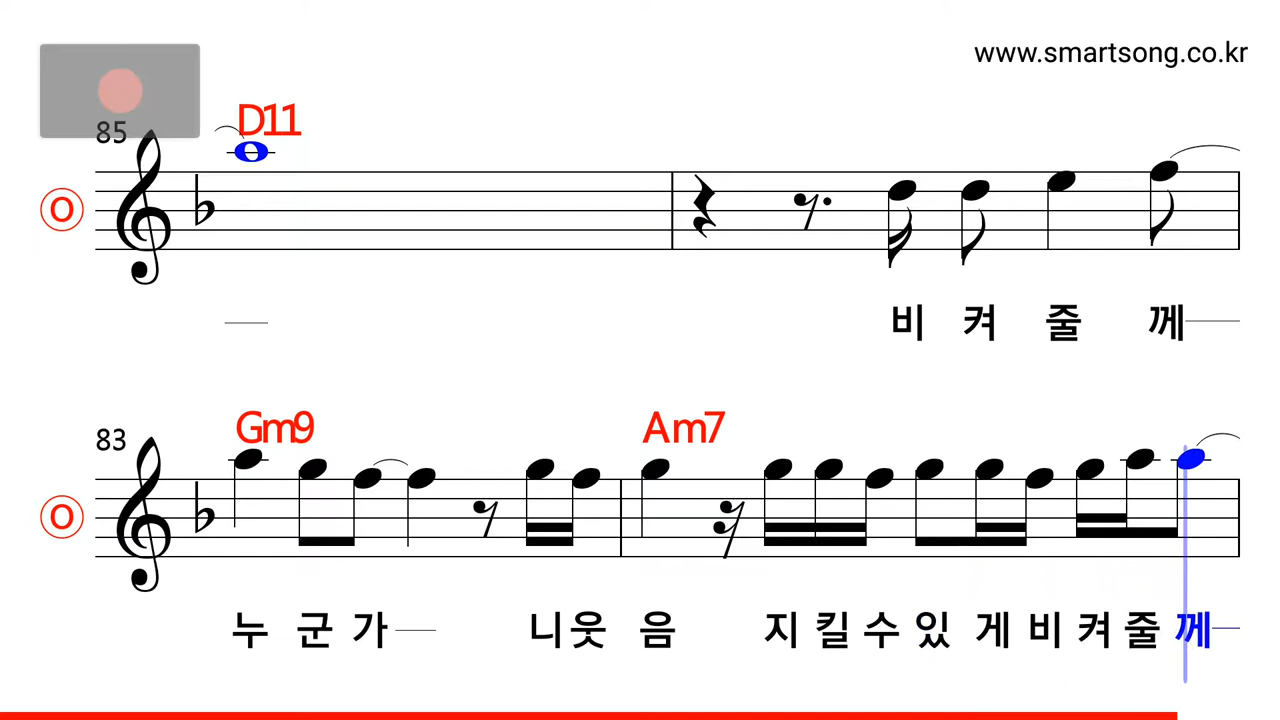 www.smartsong.co.kr
D11
85
O
비 켜 줄 께
Gm9 Am7
83
O
누 군 가 니 웃 음 지 킬 수 있 게 비 켜 줄 께